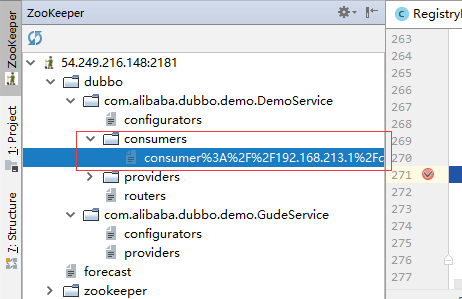 ZooKeeper
ZooKeeper
1: Project
7: Structure
54.249.216.148:2181
dubbo
com.alibaba.dubbo.demo.DemoService
configurators
consumers
consumer%3A%2F%2F192.168.213.1%2Fc
providers
routers
com.alibaba.dubbo.demo.GudeService
configurators
providers
forecast
zookeeper
C RegistryP
263
264
265
266
267
268
269
270
271
272
273
274
275
276
277